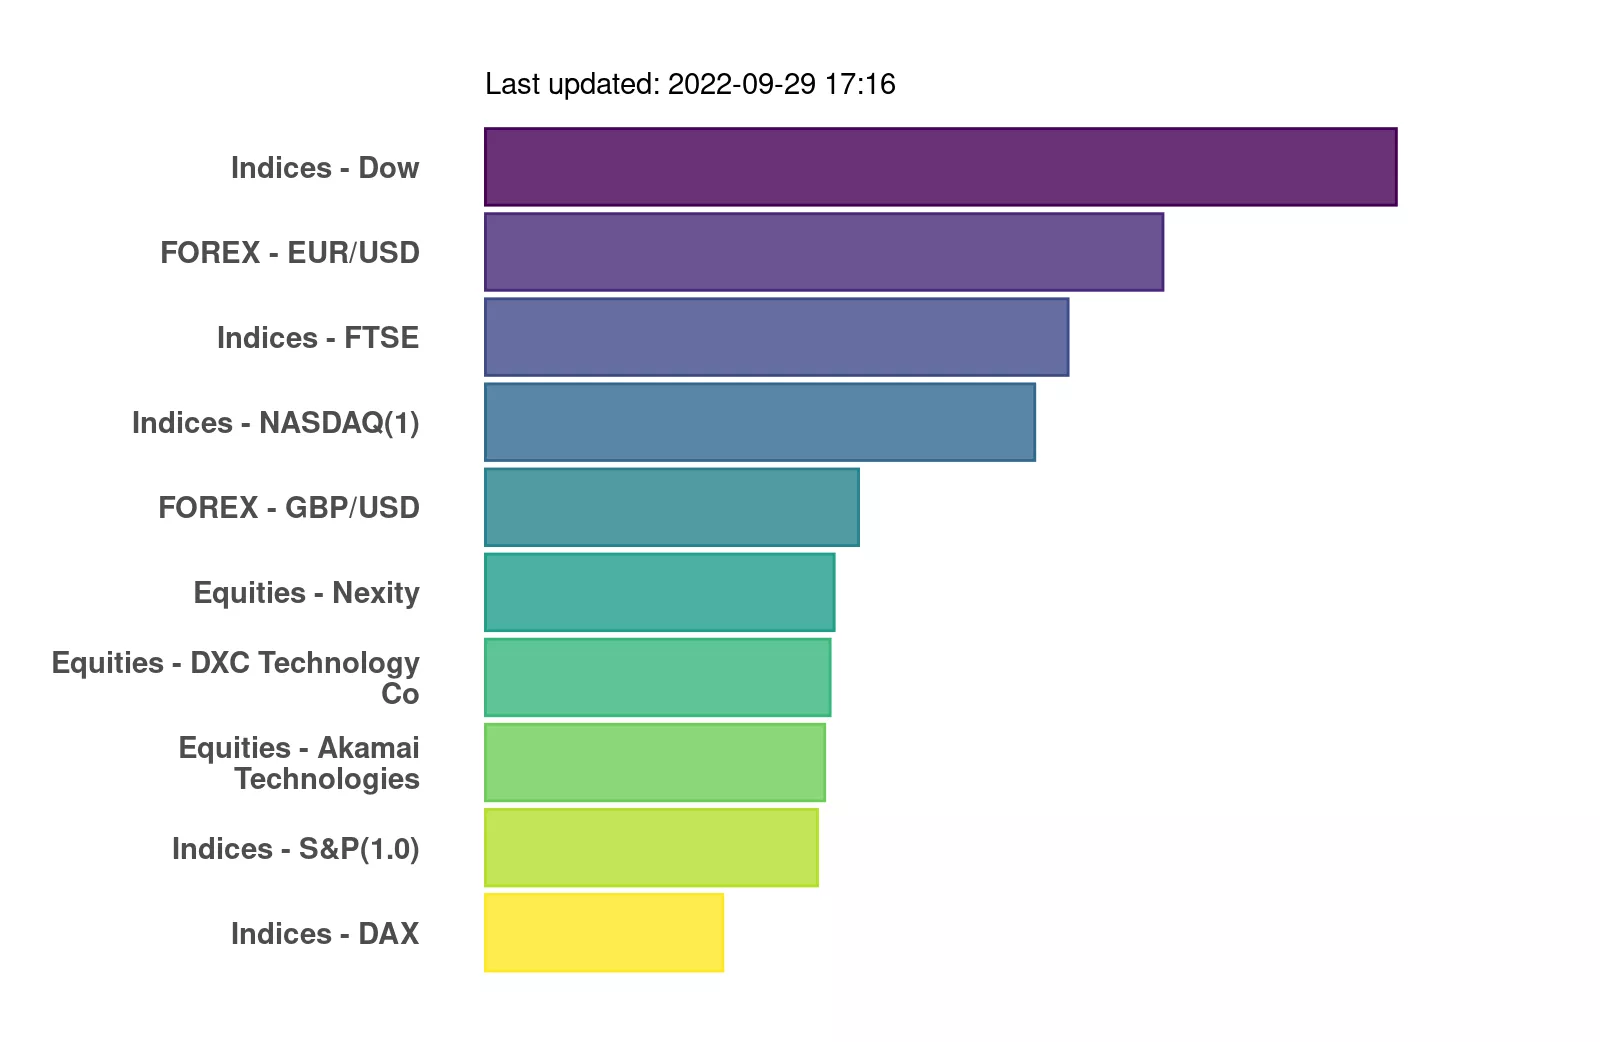 Last updated: 2022-09-29 17:16
Indices - Dow
FOREX - EUR/USD
Indices - FTSE
Indices - NASDAQ(1)
FOREX - GBP/USD
Equities - Nexity
Equities - DXC Technology
Co
Equities - Akamai
Technologies
Indices - S&P(1.0)
Indices - DAX